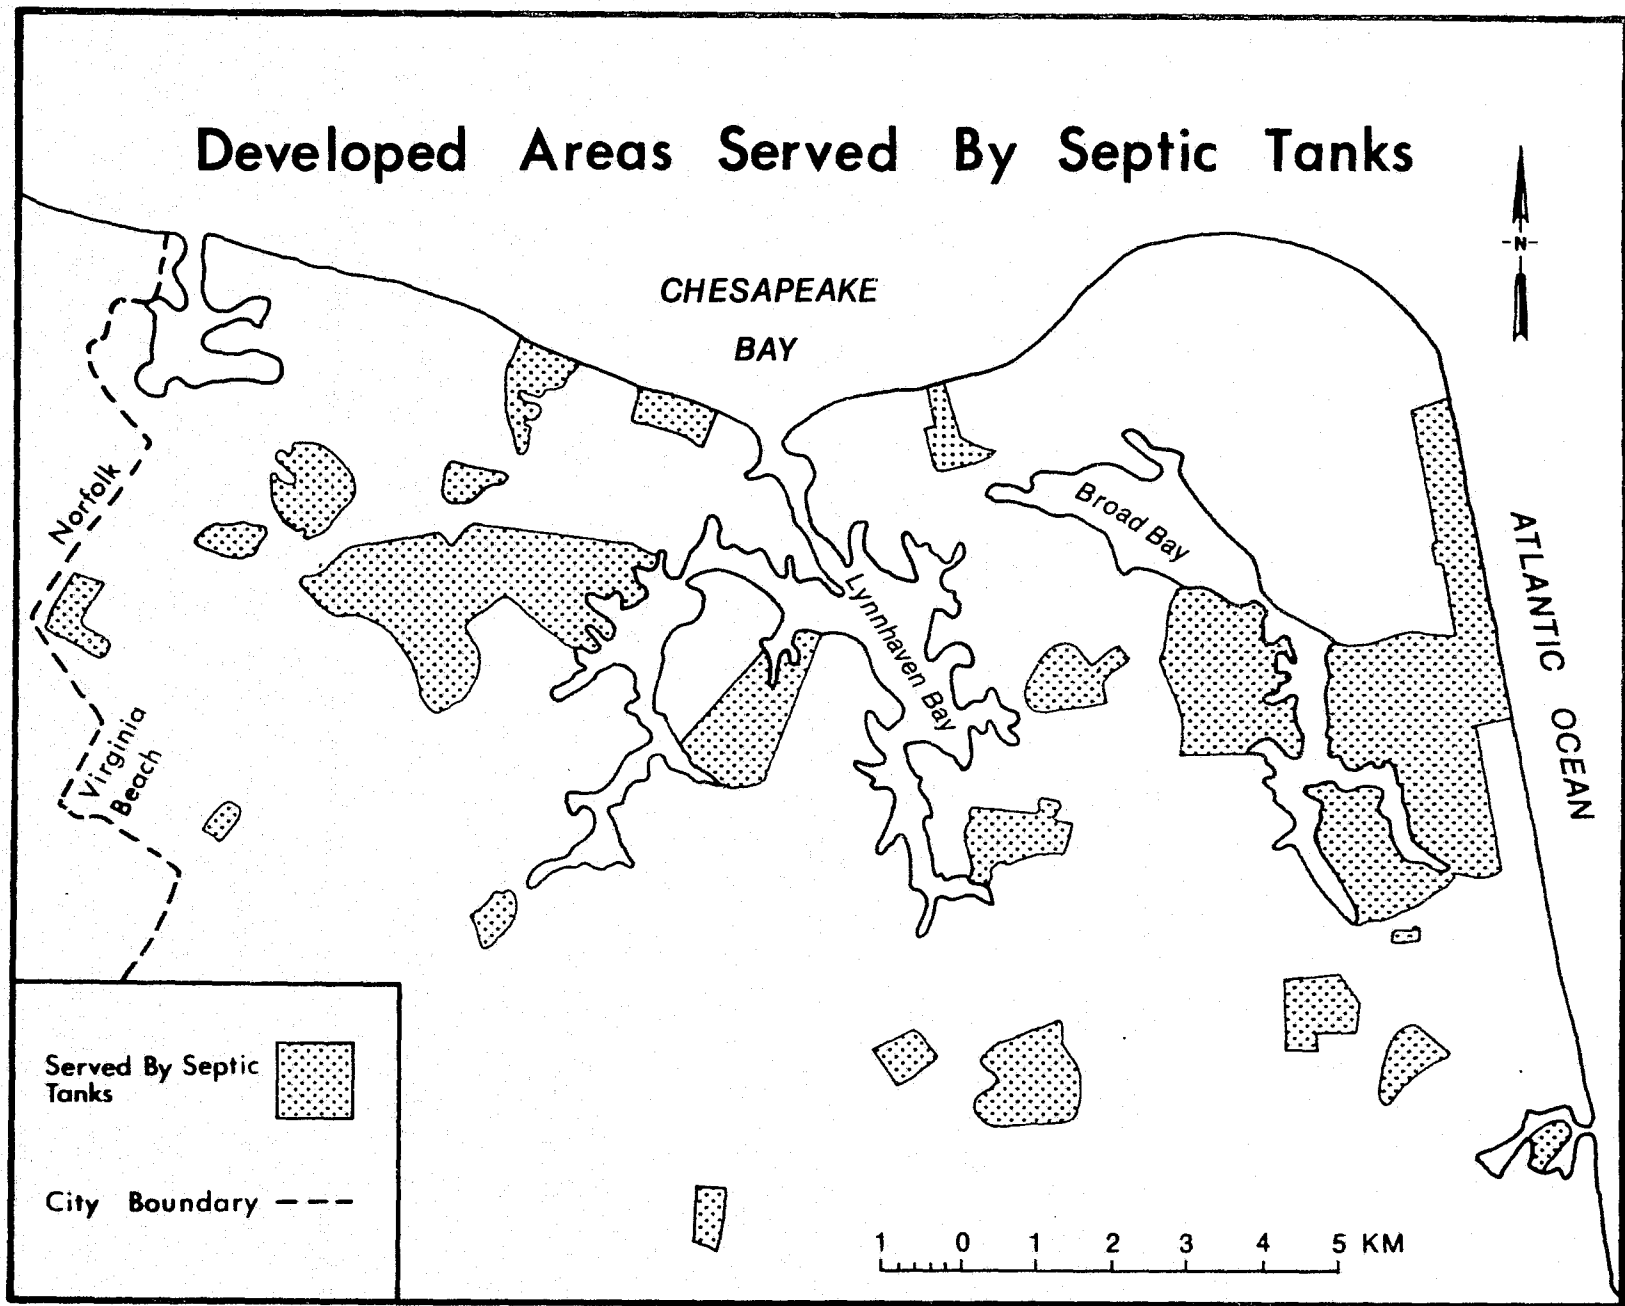 Developed Areas Served By Septic Tanks
-N-
CHESAPEAKE
BAY
Broad Bay
Norfolk
ATLANTIC OCEAN
Lynnhaven Bay
Virginia
Beach
Served By Septic
Tanks
City Boundary
1 0 1 2 3 4 5 KM